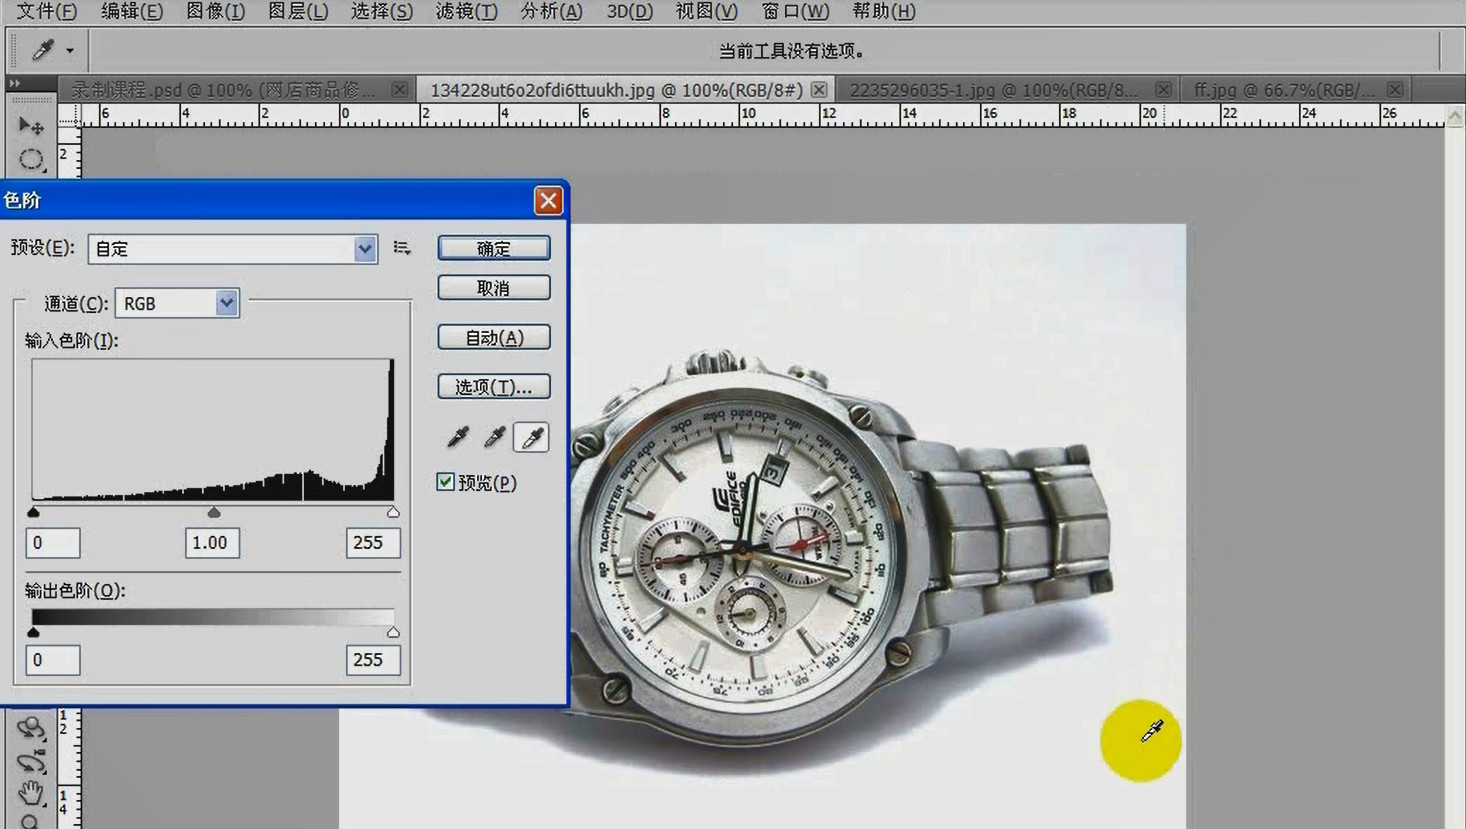 文件(F) 编辑(E) 图像(I) 图层(L) 选择(S) 滤镜(T) 分析(A) 3D(D) 视图(V) 窗口(W) 帮助(H)
当前工具没有选项。
录制课程.psd @ 100% (网店商品修... 134228ut6o2ofdi6ttuukh.jpg @ 100%(RGB/8#) 2235296035-1.jpg @ 100%(RGB/8... ff.jpg @ 66.7%(RGB/...
6 4 2 0 2 4 6 8 10 12 14 16 18 20 22 24 26
2
色阶
预设(E): 自定
确定
通道(C): RGB
取消
输入色阶(I):
自动(A)
选项(T)...
预览(P)
0 1.00 255
输出色阶(O):
0 255
12
14
TACHYMETER
EDIFICE
31